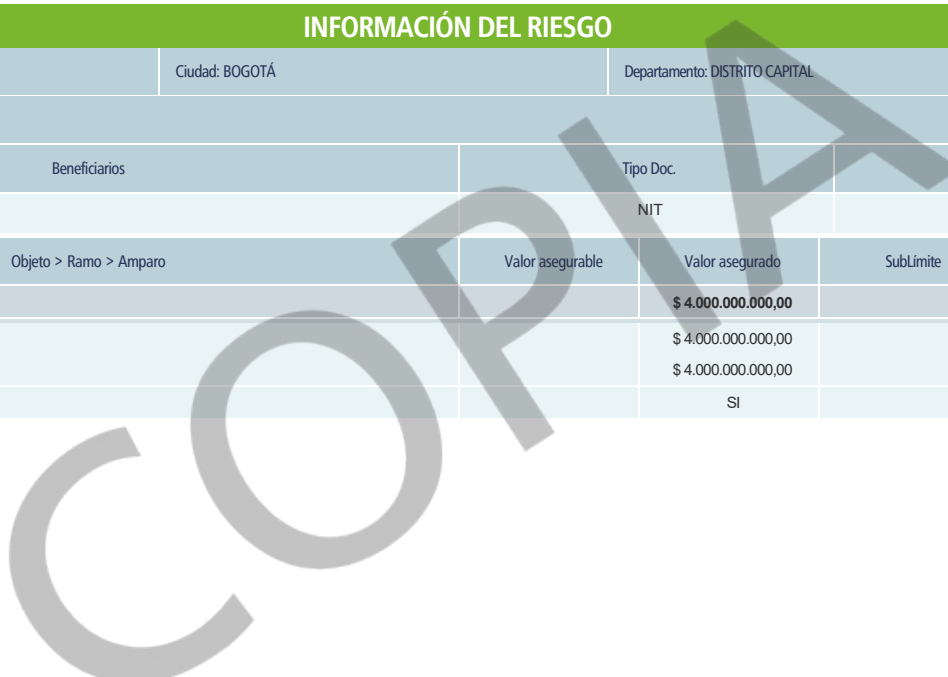 INFORMACIÓN DEL RIESGO
Ciudad: BOGOTÁ Departamento: DISTRITO CAPITAL
Beneficiarios Tipo Doc.
NIT
Objeto > Ramo > Amparo Valor asegurable Valor asegurado SubLímite
$ 4.000.000.000,00
$ 4.000.000.000,00
$ 4.000.000.000,00
SI
COPIA